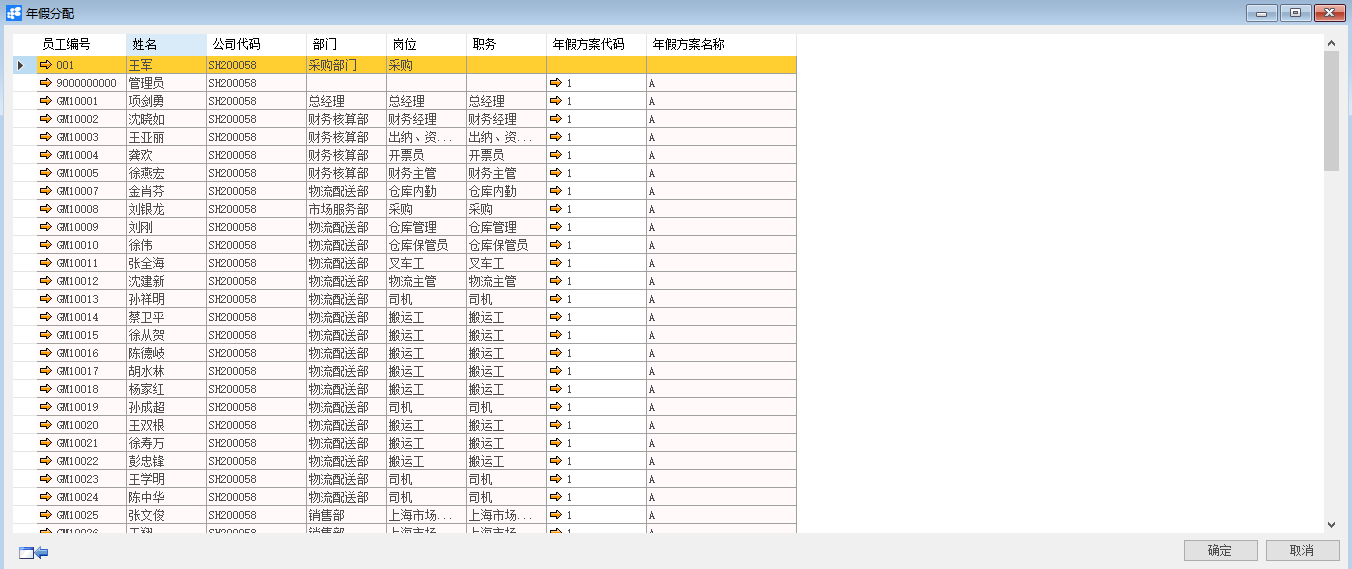 年假分配
员工编号 姓名 公司代码 部门 岗位 职务 年假方案代码 年假方案名称
001 王军 SH200058 采购部门 采购
9000000000 管理员 SH200058 1 A
GM10001 项剑勇 SH200058 总经理 总经理 总经理 1 A
GM10002 沈晓如 SH200058 财务核算部 财务经理 财务经理 1 A
GM10003 王亚丽 SH200058 财务核算部 出纳、资... 出纳、资... 1 A
GM10004 龚欢 SH200058 财务核算部 开票员 开票员 1 A
GM10005 徐燕宏 SH200058 财务核算部 财务主管 财务主管 1 A
GM10007 金肖芬 SH200058 物流配送部 仓库内勤 仓库内勤 1 A
GM10008 刘银龙 SH200058 市场服务部 采购 采购 1 A
GM10009 刘刚 SH200058 物流配送部 仓库管理 仓库管理 1 A
GM10010 徐伟 SH200058 物流配送部 仓库保管员 仓库保管员 1 A
GM10011 张全海 SH200058 物流配送部 叉车工 叉车工 1 A
GM10012 沈建新 SH200058 物流配送部 物流主管 物流主管 1 A
GM10013 孙祥明 SH200058 物流配送部 司机 司机 1 A
GM10014 蔡卫平 SH200058 物流配送部 搬运工 搬运工 1 A
GM10015 徐从贺 SH200058 物流配送部 搬运工 搬运工 1 A
GM10016 陈德岐 SH200058 物流配送部 搬运工 搬运工 1 A
GM10017 胡水林 SH200058 物流配送部 搬运工 搬运工 1 A
GM10018 杨家红 SH200058 物流配送部 搬运工 搬运工 1 A
GM10019 孙成超 SH200058 物流配送部 司机 司机 1 A
GM10020 王双根 SH200058 物流配送部 搬运工 搬运工 1 A
GM10021 徐寿万 SH200058 物流配送部 搬运工 搬运工 1 A
GM10022 彭忠锋 SH200058 物流配送部 搬运工 搬运工 1 A
GM10023 王学明 SH200058 物流配送部 司机 司机 1 A
GM10024 陈中华 SH200058 物流配送部 司机 司机 1 A
GM10025 张文俊 SH200058 销售部 上海市场... 上海市场... 1 A
GM10026 SH200058 销售部 上海市场 上海市场 1 A
确定 取消